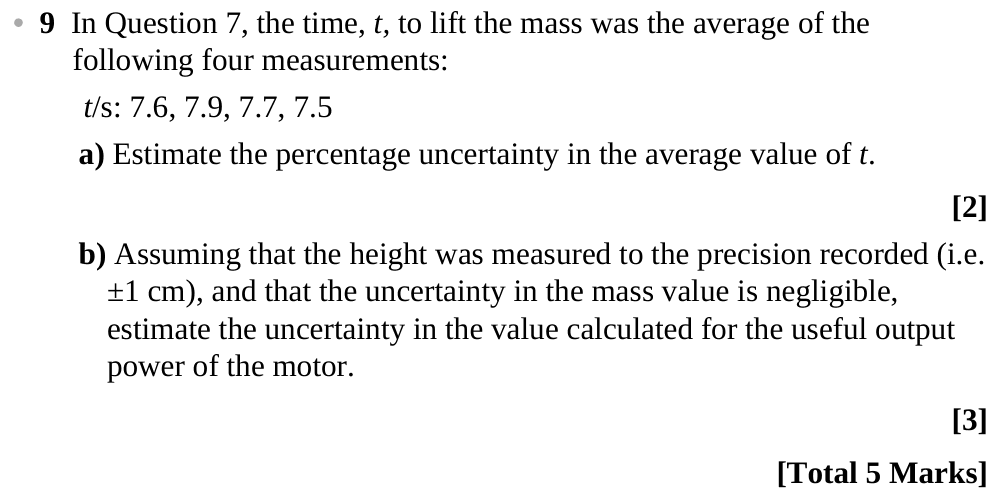 • 9 In Question 7, the time, t, to lift the mass was the average of the
following four measurements:
t/s: 7.6, 7.9, 7.7, 7.5
a) Estimate the percentage uncertainty in the average value of t.
[2]
b) Assuming that the height was measured to the precision recorded (i.e.
±1 cm), and that the uncertainty in the mass value is negligible,
estimate the uncertainty in the value calculated for the useful output
power of the motor.
[3]
[Total 5 Marks]